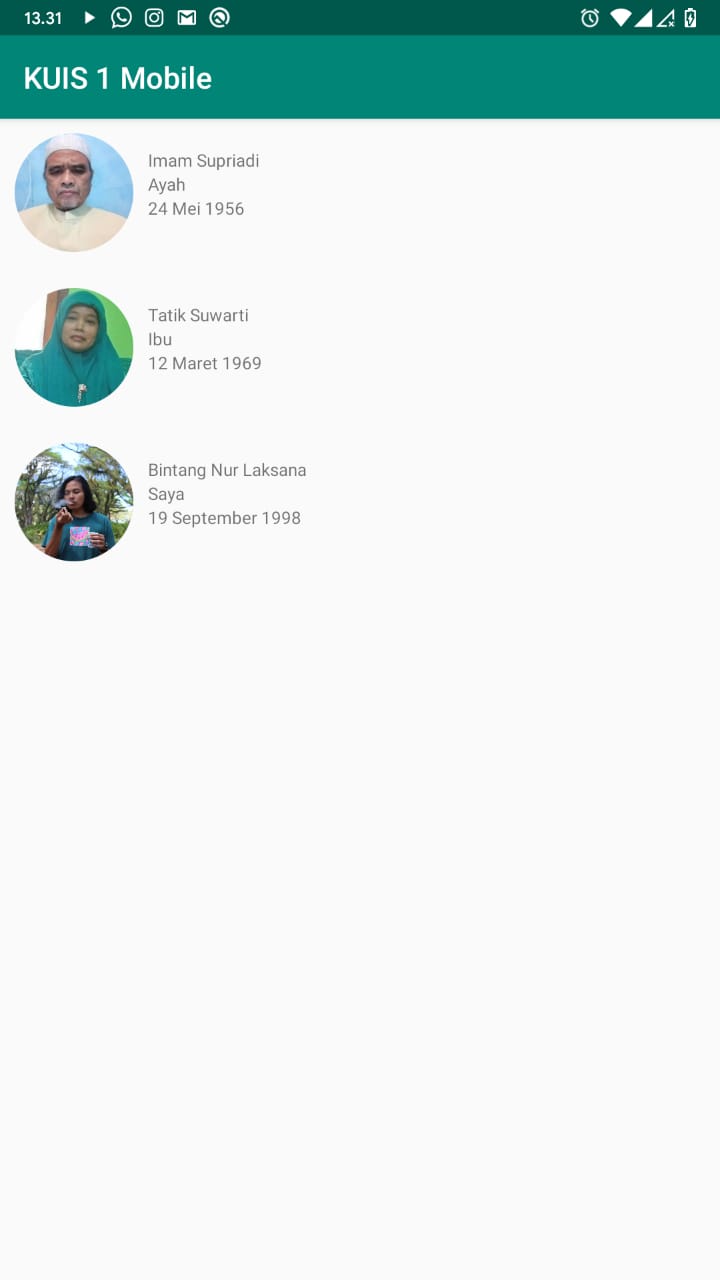 13.31
KUIS 1 Mobile
Imam Supriadi
Ayah
24 Mei 1956
Tatik Suwarti
Ibu
12 Maret 1969
Bintang Nur Laksana
Saya
19 September 1998